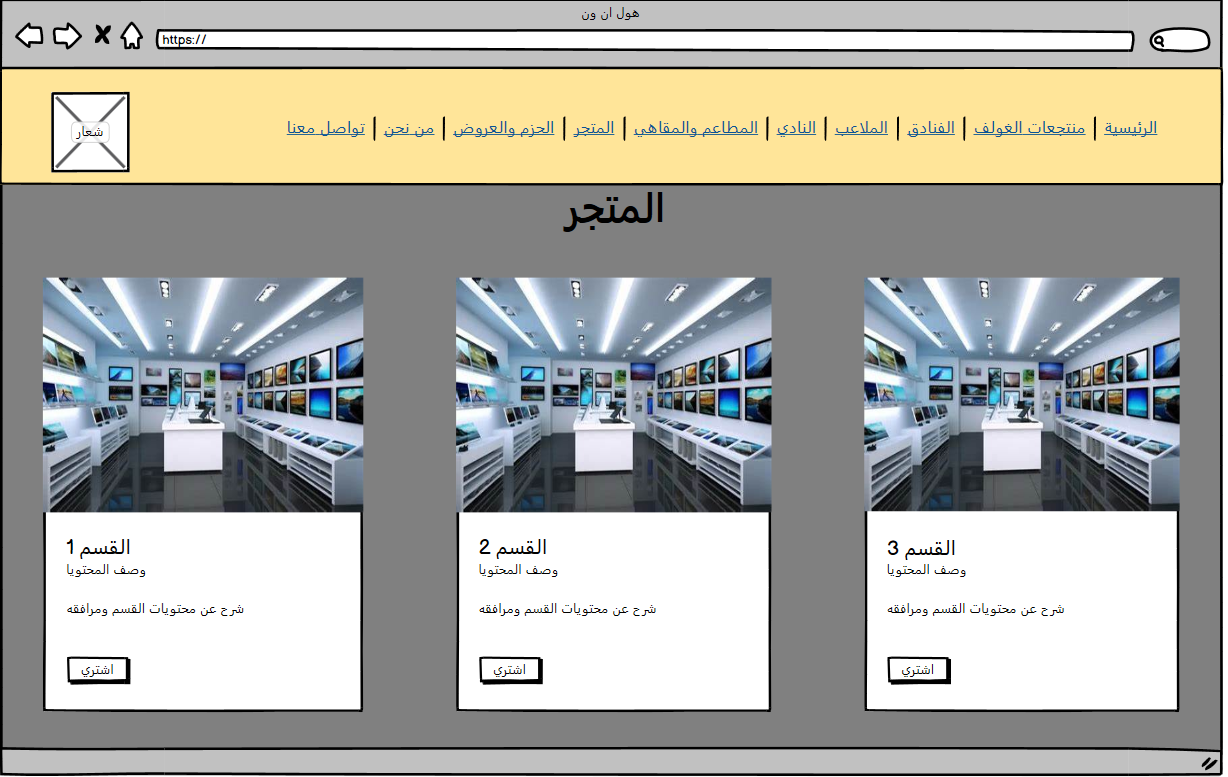 هول ان ون
https://
شعار
الرئيسية | منتجعات الغولف | الفنادق | الملاعب | النادي | المطاعم والمقاهي | المتجر | الحزم والعروض | من نحن | تواصل معنا
المتجر
القسم 3
وصف المحتويا
شرح عن محتويات القسم ومرافقه
اشتري
القسم 2
وصف المحتويا
شرح عن محتويات القسم ومرافقه
اشتري
القسم 1
وصف المحتويا
شرح عن محتويات القسم ومرافقه
اشتري